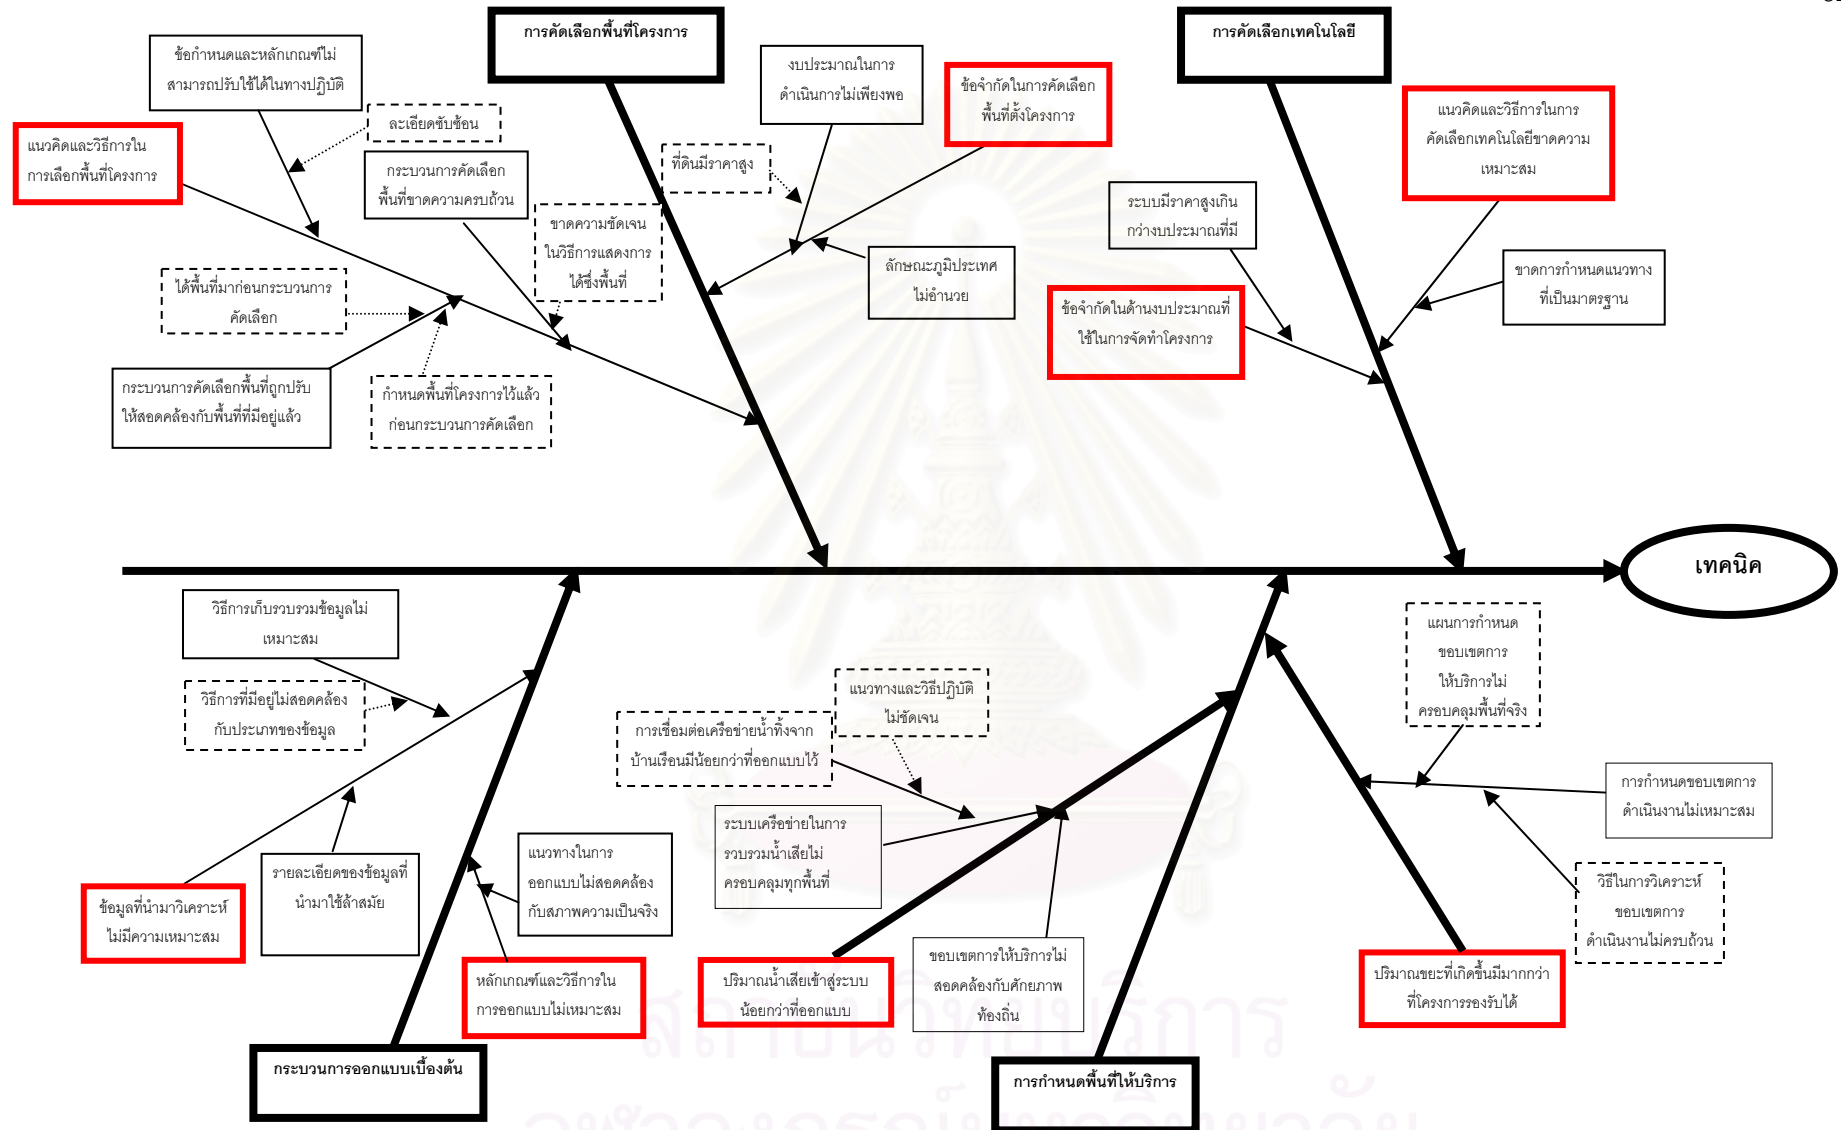 การคัดเลือกพื้นที่โครงการ
การคัดเลือกเทคโนโลยี
ข้อกำหนดและหลักเกณฑ์ไม่
สามารถปรับใช้ได้ในทางปฏิบัติ
ละเอียดซับซ้อน
แนวคิดและวิธีการใน
การเลือกพื้นที่โครงการ
กระบวนการคัดเลือก
พื้นที่ขาดความครบถ้วน
ขาดความชัดเจน
ในวิธีการแสดงการ
ได้ซึ่งพื้นที่
ได้พื้นที่มาก่อนกระบวนการ
คัดเลือก
กระบวนการคัดเลือกพื้นที่ถูกปรับ
ให้สอดคล้องกับพื้นที่ที่มีอยู่แล้ว
กำหนดพื้นที่โครงการไว้แล้ว
ก่อนกระบวนการคัดเลือก
งบประมาณในการ
ดำเนินการไม่เพียงพอ
ที่ดินมีราคาสูง
ข้อจำกัดในการคัดเลือก
พื้นที่ตั้งโครงการ
ลักษณะภูมิประเทศ
ไม่อำนวย
แนวคิดและวิธีการในการ
คัดเลือกเทคโนโลยีขาดความ
เหมาะสม
ระบบมีราคาสูงเกิน
กว่างบประมาณที่มี
ข้อจำกัดในด้านงบประมาณที่
ใช้ในการจัดทำโครงการ
ขาดการกำหนดแนวทาง
ที่เป็นมาตรฐาน
เทคนิค
วิธีการเก็บรวบรวมข้อมูลไม่
เหมาะสม
วิธีการที่มีอยู่ไม่สอดคล้อง
กับประเภทของข้อมูล
รายละเอียดของข้อมูลที่
นำมาใช้ล้าสมัย
ข้อมูลที่นำมาวิเคราะห์
ไม่มีความเหมาะสม
แนวทางในการ
ออกแบบไม่สอดคล้อง
กับสภาพความเป็นจริง
หลักเกณฑ์และวิธีการใน
การออกแบบไม่เหมาะสม
กระบวนการออกแบบเบื้องต้น
แนวทางและวิธีปฏิบัติ
ไม่ชัดเจน
การเชื่อมต่อเครือข่ายน้ำทิ้งจาก
บ้านเรือนมีน้อยกว่าที่ออกแบบไว้
ระบบเครือข่ายในการ
รวบรวมน้ำเสียไม่
ครอบคลุมทุกพื้นที่
ปริมาณน้ำเสียเข้าสู่ระบบ
น้อยกว่าที่ออกแบบ
ขอบเขตการให้บริการไม่
สอดคล้องกับศักยภาพ
ท้องถิ่น
แผนการกำหนด
ขอบเขตการ
ให้บริการไม่
ครอบคลุมพื้นที่จริง
การกำหนดขอบเขตการ
ดำเนินงานไม่เหมาะสม
วิธีในการวิเคราะห์
ขอบเขตการ
ดำเนินงานไม่ครบถ้วน
ปริมาณขยะที่เกิดขึ้นมีมากกว่า
ที่โครงการรองรับได้
การกำหนดพื้นที่ให้บริการ
สถาบันวิทยบริการ
จุฬาลงกรณ์มหาวิทยาลัย